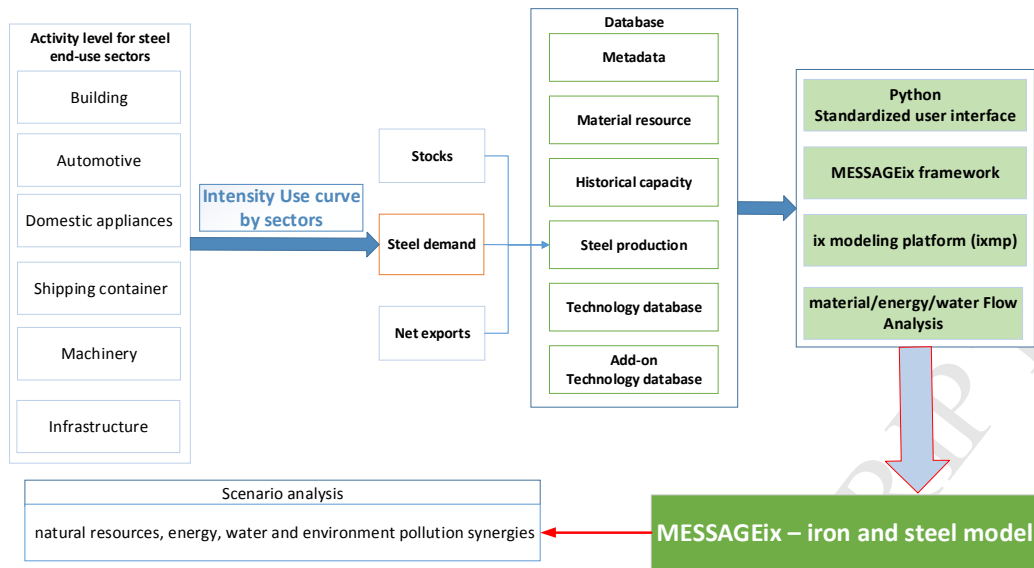 Activity level for steel
end-use sectors
Building
Automotive
Domestic appliances
Shipping container
Machinery
Infrastructure
Intensity Use curve
by sectors
Stocks
Steel demand
Net exports
Database
Metadata
Material resource
Historical capacity
Steel production
Technology database
Add-on
Technology database
Python
Standardized user interface
MESSAGEix framework
ix modeling platform (ixmp)
material/energy/water Flow
Analysis
MESSAGEix – iron and steel model
Scenario analysis
natural resources, energy, water and environment pollution synergies